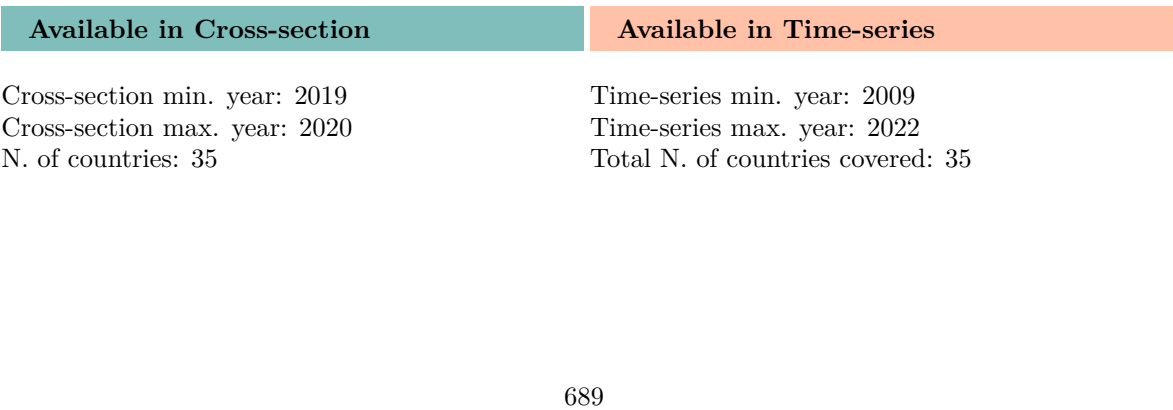 Available in Cross-section
Cross-section min. year: 2019
Cross-section max. year: 2020
N. of countries: 35
Available in Time-series
Time-series min. year: 2009
Time-series max. year: 2022
Total N. of countries covered: 35
689